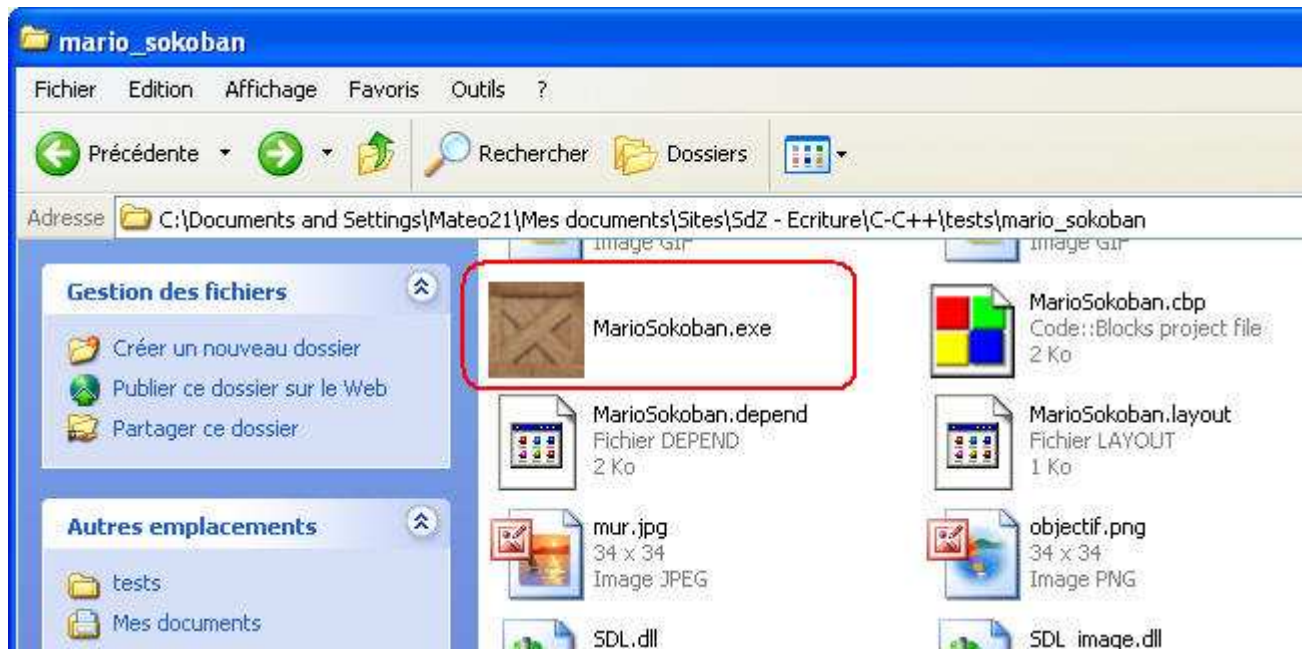 mario_sokoban
Fichier Edition Affichage Favoris Outils ?
Précédente Rechercher Dossiers
Adresse C:\Documents and Settings\Mateo21\Mes documents\Sites\SdZ - Ecriture\C-C++\tests\mario_sokoban
Gestion des fichiers
Créer un nouveau dossier
Publier ce dossier sur le Web
Partager ce dossier
Autres emplacements
tests
Mes documents
Image GIF
Image GIF
MarioSokoban.exe
MarioSokoban.cbp
Code::Blocks project file
2 Ko
MarioSokoban.depend
Fichier DEPEND
2 Ko
MarioSokoban.layout
Fichier LAYOUT
1 Ko
mur.jpg
34 x 34
Image JPEG
objectif.png
34 x 34
Image PNG
SDL.dll
SDL_image.dll